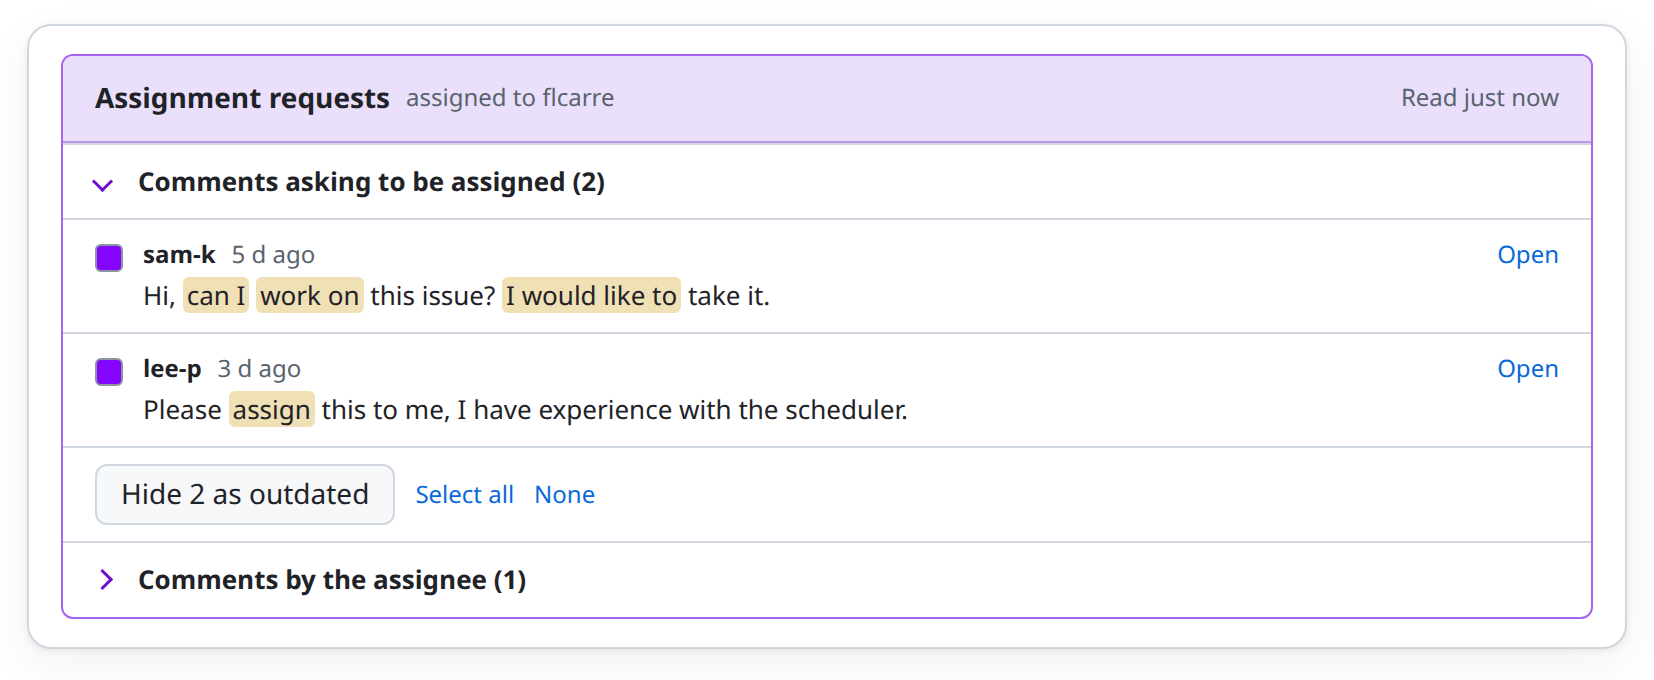 Assignment requests assigned to flcarre Read just now
Comments asking to be assigned (2)
sam-k 5 d ago Open
Hi, can I work on this issue? I would like to take it.
lee-p 3 d ago Open
Please assign this to me, I have experience with the scheduler.
Hide 2 as outdated Select all None
Comments by the assignee (1)